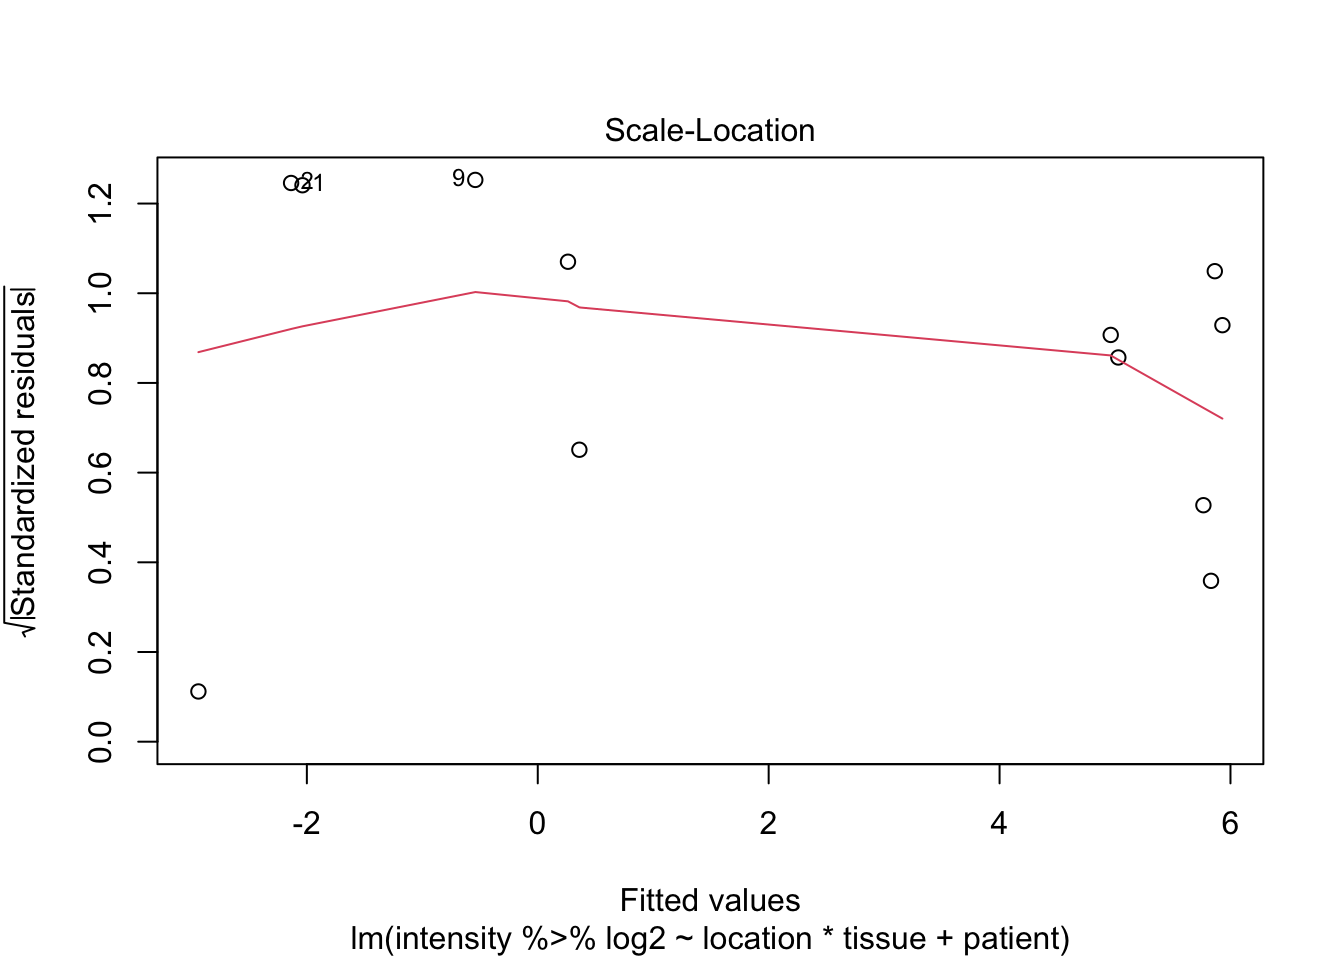 Scale-Location
√|Standardized residuals|
1.2
1.0
0.8
0.6
0.4
0.2
0.0
21
9
-2 0 2 4 6
Fitted values
lm(intensity %>% log2 ~ location * tissue + patient)